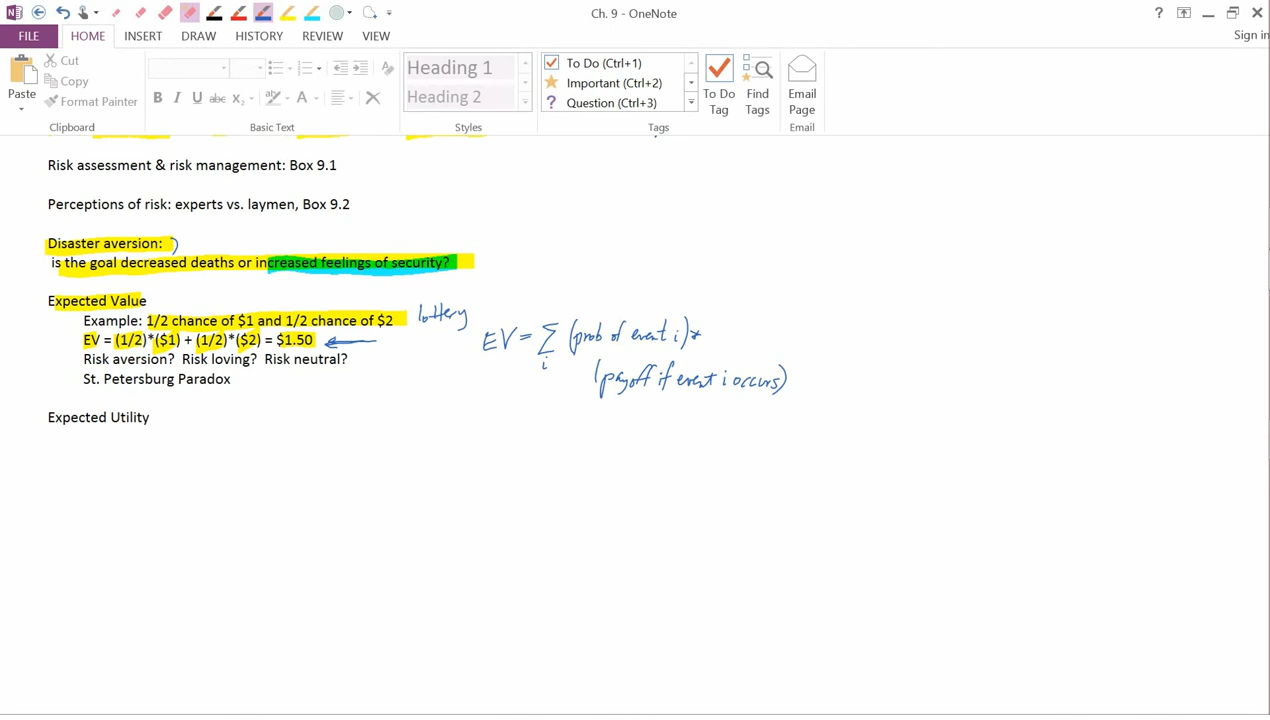 Ch. 9 - OneNote
?
Sign in
FILE HOME INSERT DRAW HISTORY REVIEW VIEW
Paste
Cut
Copy
Format Painter
Clipboard
B I U abc X₂ A
Basic Text
Heading 1
Heading 2
Styles
To Do (Ctrl+1)
Important (Ctrl+2)
? Question (Ctrl+3)
To Do Tag
Find Tags
Tags
Email Page
Email
Risk assessment & risk management: Box 9.1
Perceptions of risk: experts vs. laymen, Box 9.2
Disaster aversion:
is the goal decreased deaths or increased feelings of security?
Expected Value
Example: 1/2 chance of $1 and 1/2 chance of $2 lottery
EV = (1/2)*($1) + (1/2)*($2) = $1.50
Risk aversion? Risk loving? Risk neutral?
St. Petersburg Paradox
EV = Σ (prob of event i)*
i
(payoff if event i occurs)
Expected Utility